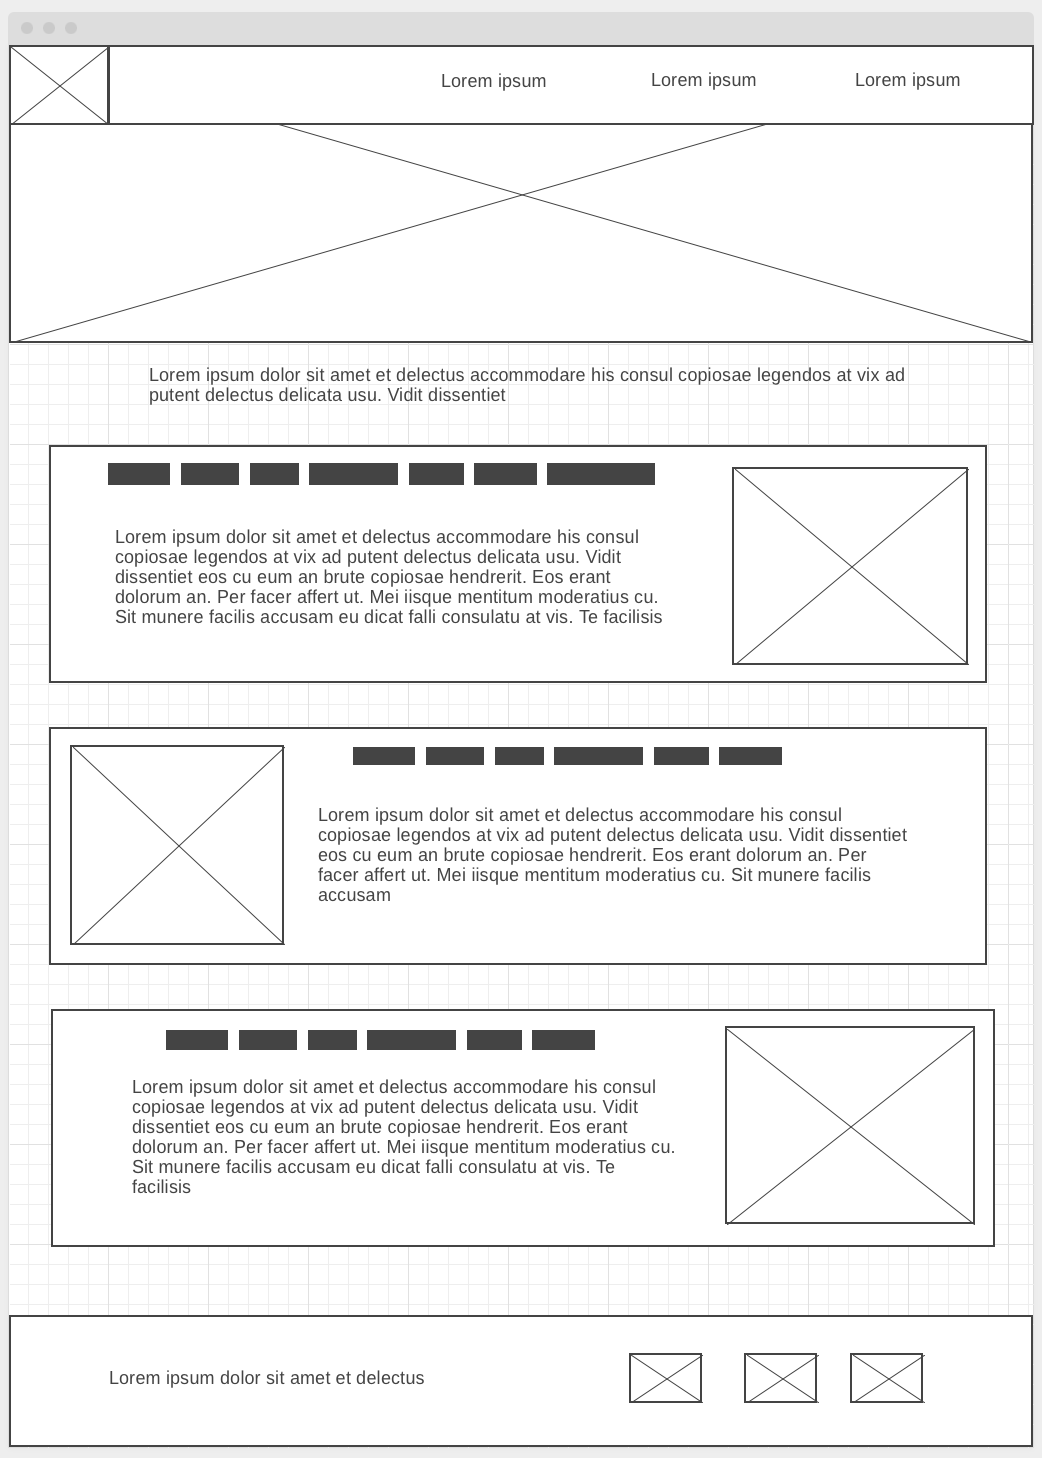 Lorem ipsum
Lorem ipsum
Lorem ipsum
Lorem ipsum dolor sit amet et delectus accommodare his consul copiosae legendos at vix ad
putent delectus delicata usu. Vidit dissentiet
Lorem ipsum dolor sit amet et delectus accommodare his consul
copiosae legendos at vix ad putent delectus delicata usu. Vidit
dissentiet eos cu eum an brute copiosae hendrerit. Eos erant
dolorum an. Per facer affert ut. Mei iisque mentitum moderatius cu.
Sit munere facilis accusam eu dicat falli consulatu at vis. Te facilisis
Lorem ipsum dolor sit amet et delectus accommodare his consul
copiosae legendos at vix ad putent delectus delicata usu. Vidit dissentiet
eos cu eum an brute copiosae hendrerit. Eos erant dolorum an. Per
facer affert ut. Mei iisque mentitum moderatius cu. Sit munere facilis
accusam
Lorem ipsum dolor sit amet et delectus accommodare his consul
copiosae legendos at vix ad putent delectus delicata usu. Vidit
dissentiet eos cu eum an brute copiosae hendrerit. Eos erant
dolorum an. Per facer affert ut. Mei iisque mentitum moderatius cu.
Sit munere facilis accusam eu dicat falli consulatu at vis. Te
facilisis
Lorem ipsum dolor sit amet et delectus